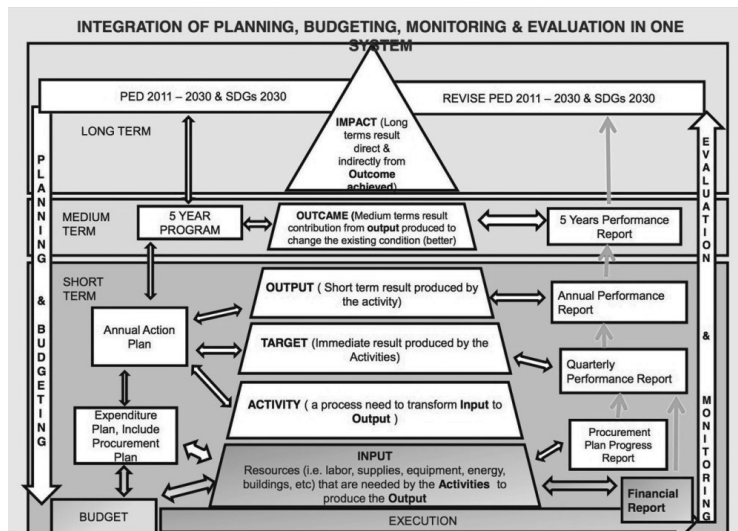 INTEGRATION OF PLANNING, BUDGETING, MONITORING & EVALUATION IN ONE
SYSTEM
PED 2011 – 2030 & SDGs 2030
REVISE PED 2011 – 2030 & SDGs 2030
LONG TERM
IMPACT (Long
terms result
direct &
indirectly from
Outcome
achieved)
MEDIUM
TERM
5 YEAR
PROGRAM
OUTCAME (Medium terms result
contribution from output produced to
change the existing condition (better)
5 Years Performance
Report
SHORT
TERM
OUTPUT ( Short term result produced by
the activity)
Annual Performance
Report
Annual Action
Plan
TARGET (Immediate result produced by the
Activities)
Quarterly
Performance Report
ACTIVITY ( a process need to transform Input to
Output )
Expenditure
Plan, Include
Procurement
Plan
Procurement
Plan Progress
Report
INPUT
Resources (i.e. labor, supplies, equipment, energy,
buildings, etc) that are needed by the Activities to
produce the Output
Financial
Report
BUDGET
EXECUTION
PLANNING & BUDGETING
EVALUATION & MONITORING